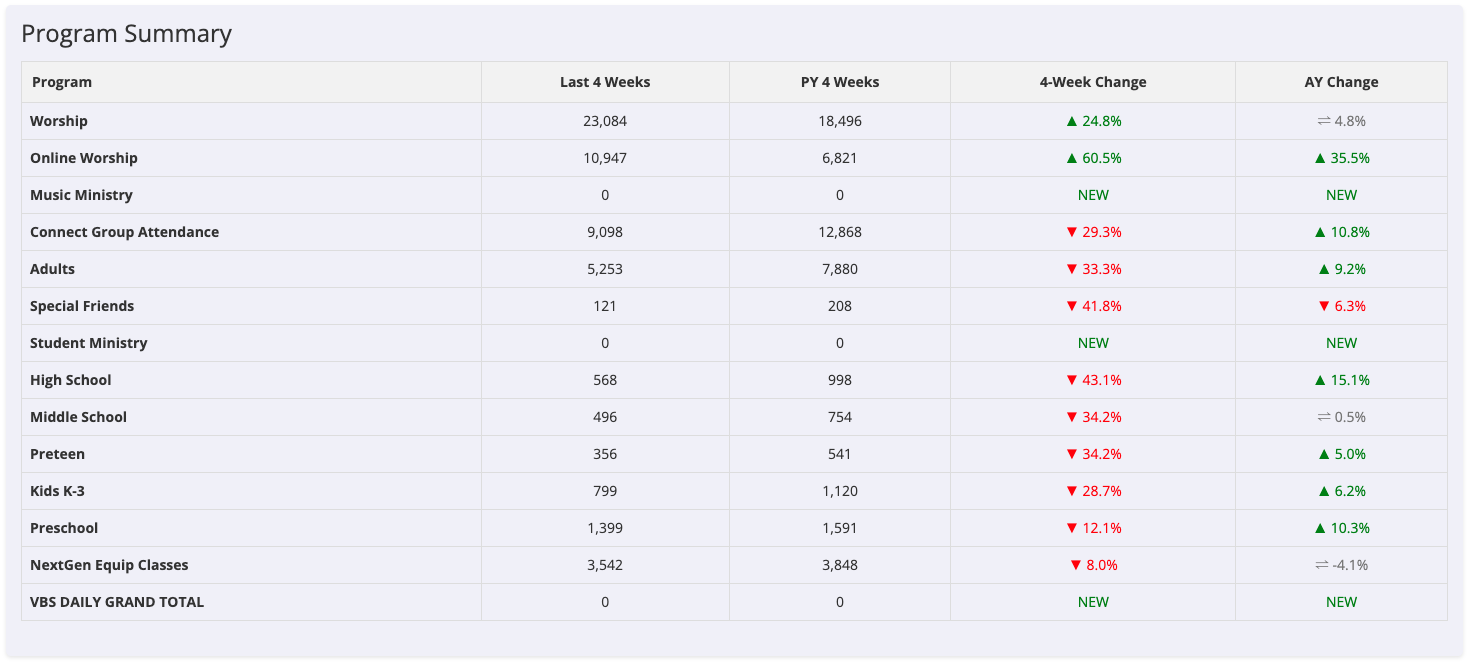 Program Summary
Program Last 4 Weeks PY 4 Weeks 4-Week Change AY Change
Worship 23,084 18,496 ▲ 24.8% ⇌ 4.8%
Online Worship 10,947 6,821 ▲ 60.5% ▲ 35.5%
Music Ministry 0 0 NEW NEW
Connect Group Attendance 9,098 12,868 ▼ 29.3% ▲ 10.8%
Adults 5,253 7,880 ▼ 33.3% ▲ 9.2%
Special Friends 121 208 ▼ 41.8% ▼ 6.3%
Student Ministry 0 0 NEW NEW
High School 568 998 ▼ 43.1% ▲ 15.1%
Middle School 496 754 ▼ 34.2% ⇌ 0.5%
Preteen 356 541 ▼ 34.2% ▲ 5.0%
Kids K-3 799 1,120 ▼ 28.7% ▲ 6.2%
Preschool 1,399 1,591 ▼ 12.1% ▲ 10.3%
NextGen Equip Classes 3,542 3,848 ▼ 8.0% ⇌ -4.1%
VBS DAILY GRAND TOTAL 0 0 NEW NEW